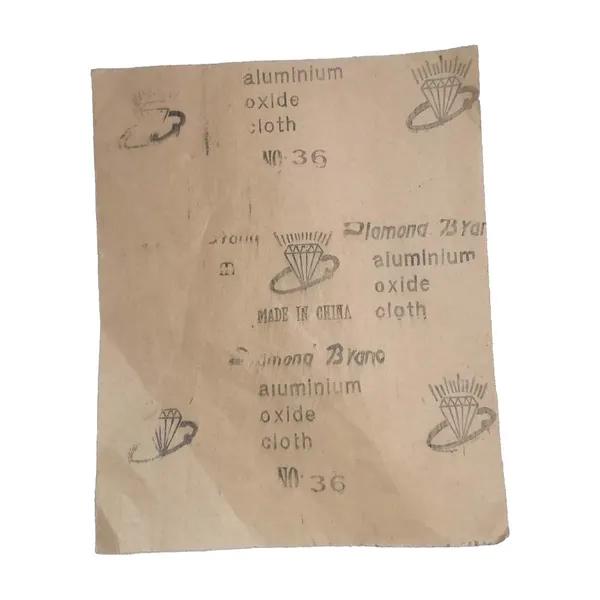 aluminium
oxide
cloth
NO. 36
Diamond Bran
aluminium
oxide
cloth
MADE IN CHINA
Diamond Brand
aluminium
oxide
cloth
NO. 36